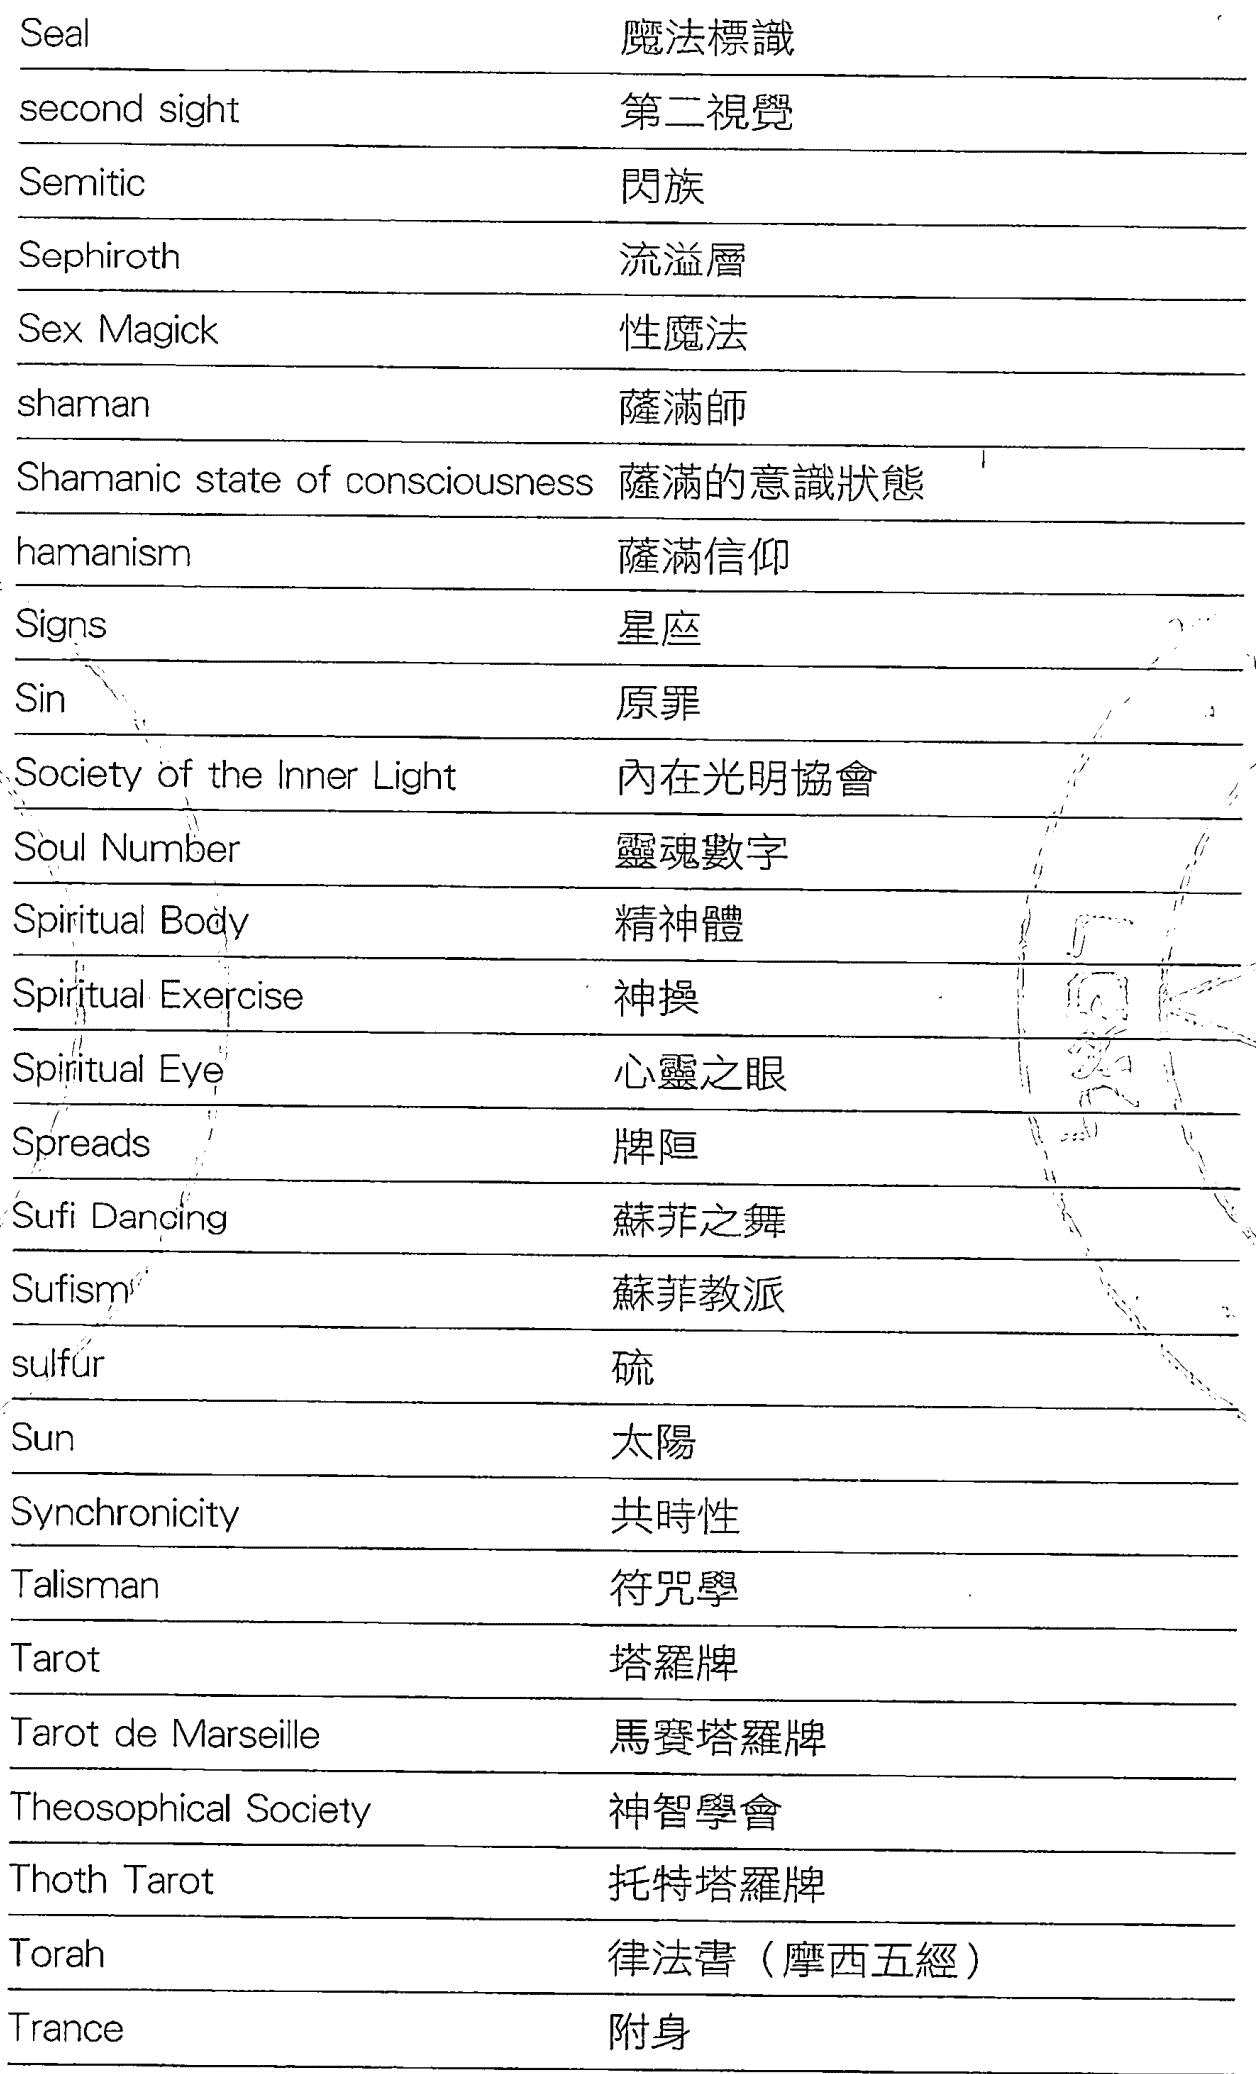 Seal 魔法標識
second sight 第二視覺
Semitic 閃族
Sephiroth 流溢層
Sex Magick 性魔法
shaman 薩滿師
Shamanic state of consciousness 薩滿的意識狀態
hamanism 薩滿信仰
Signs 星座
Sin 原罪
Society of the Inner Light 內在光明協會
Soul Number 靈魂數字
Spiritual Body 精神體
Spiritual Exercise 神操
Spiritual Eye 心靈之眼
Spreads 牌陣
Sufi Dancing 蘇菲之舞
Sufism 蘇菲教派
sulfur 硫
Sun 太陽
Synchronicity 共時性
Talisman 符咒學
Tarot 塔羅牌
Tarot de Marseille 馬賽塔羅牌
Theosophical Society 神智學會
Thoth Tarot 托特塔羅牌
Torah 律法書（摩西五經）
Trance 附身